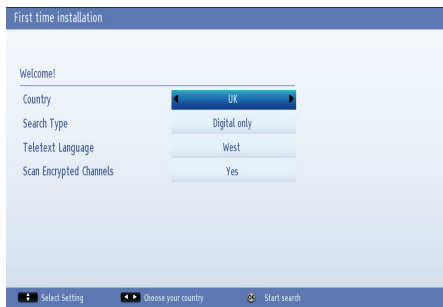 First time installation
Welcome!
Country UK
Search Type Digital only
Teletext Language West
Scan Encrypted Channels Yes
Select Setting Choose your country OK Start search